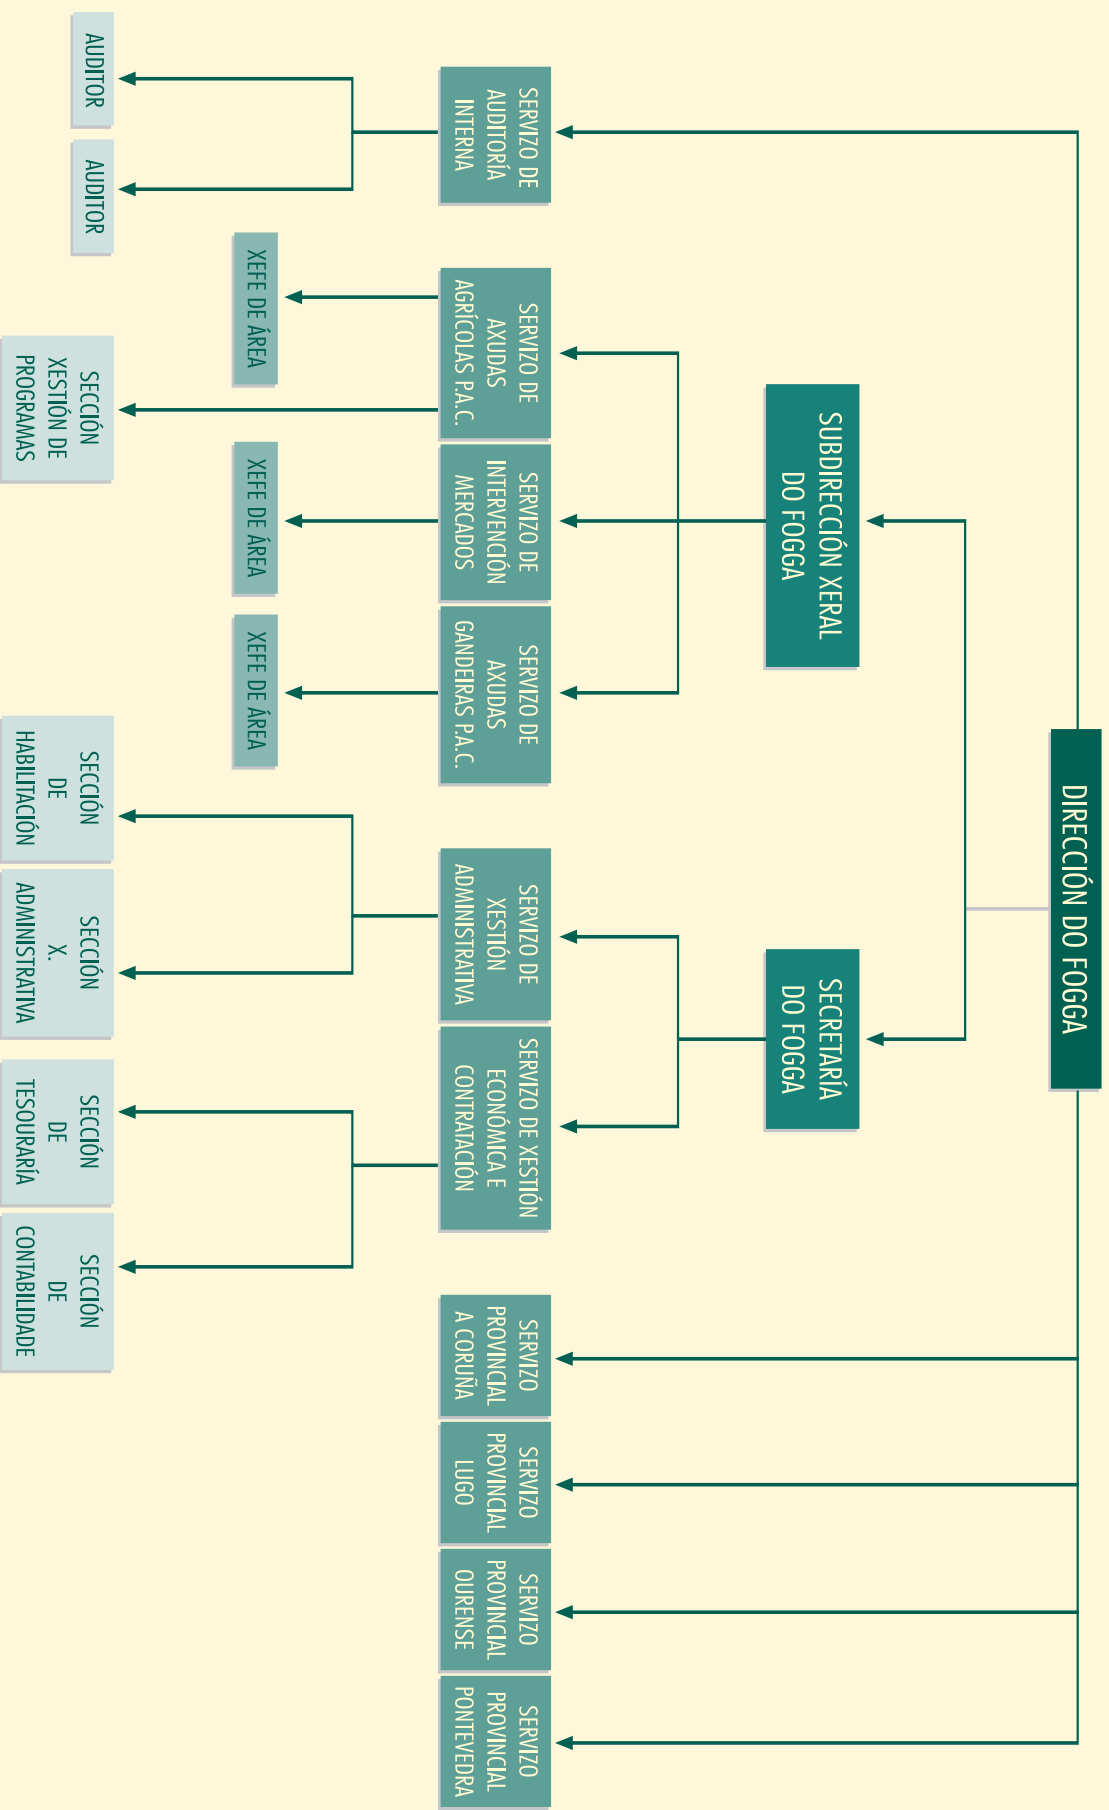 DIRECCIÓN DO FOGGA
SUBDIRECCIÓN XERAL
DO FOGGA
SECRETARÍA
DO FOGGA
SERVIZO DE
AUDITORÍA
INTERNA
SERVIZO DE
AXUDAS
AGRÍCOLAS P.A.C.
SERVIZO DE
INTERVENCIÓN
MERCADOS
SERVIZO DE
AXUDAS
GANDEIRAS P.A.C.
SERVIZO DE
XESTIÓN
ADMINISTRATIVA
SERVIZO DE XESTIÓN
ECONÓMICA E
CONTRATACIÓN
SERVIZO
PROVINCIAL
A CORUÑA
SERVIZO
PROVINCIAL
LUGO
SERVIZO
PROVINCIAL
OURENSE
SERVIZO
PROVINCIAL
PONTEVEDRA
XEFE DE ÁREA
XEFE DE ÁREA
XEFE DE ÁREA
AUDITOR
AUDITOR
SECCIÓN
XESTIÓN DE
PROGRAMAS
SECCIÓN
DE
HABILITACIÓN
SECCIÓN
X.
ADMINISTRATIVA
SECCIÓN
DE
TESOURARÍA
SECCIÓN
DE
CONTABILIDADE